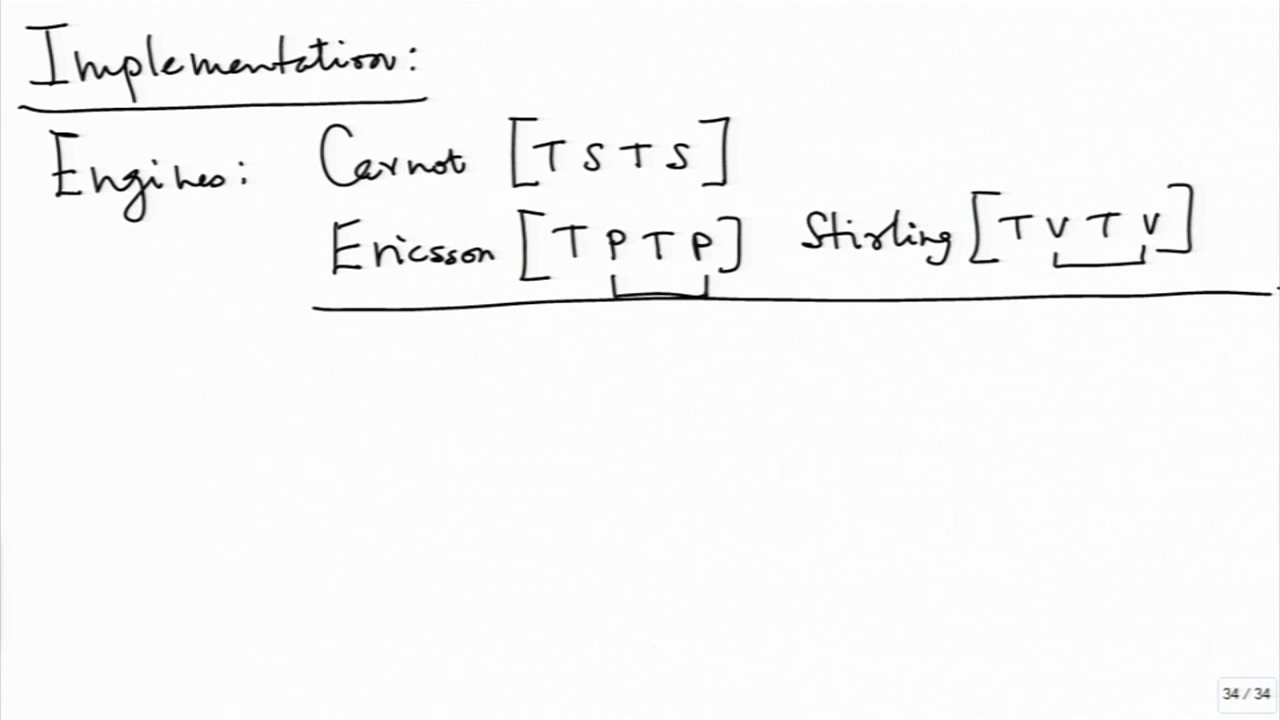 Implementation:
Engines: Carnot [T S T S]
Ericsson [T P T P] Stirling [T V T V]
34 / 34